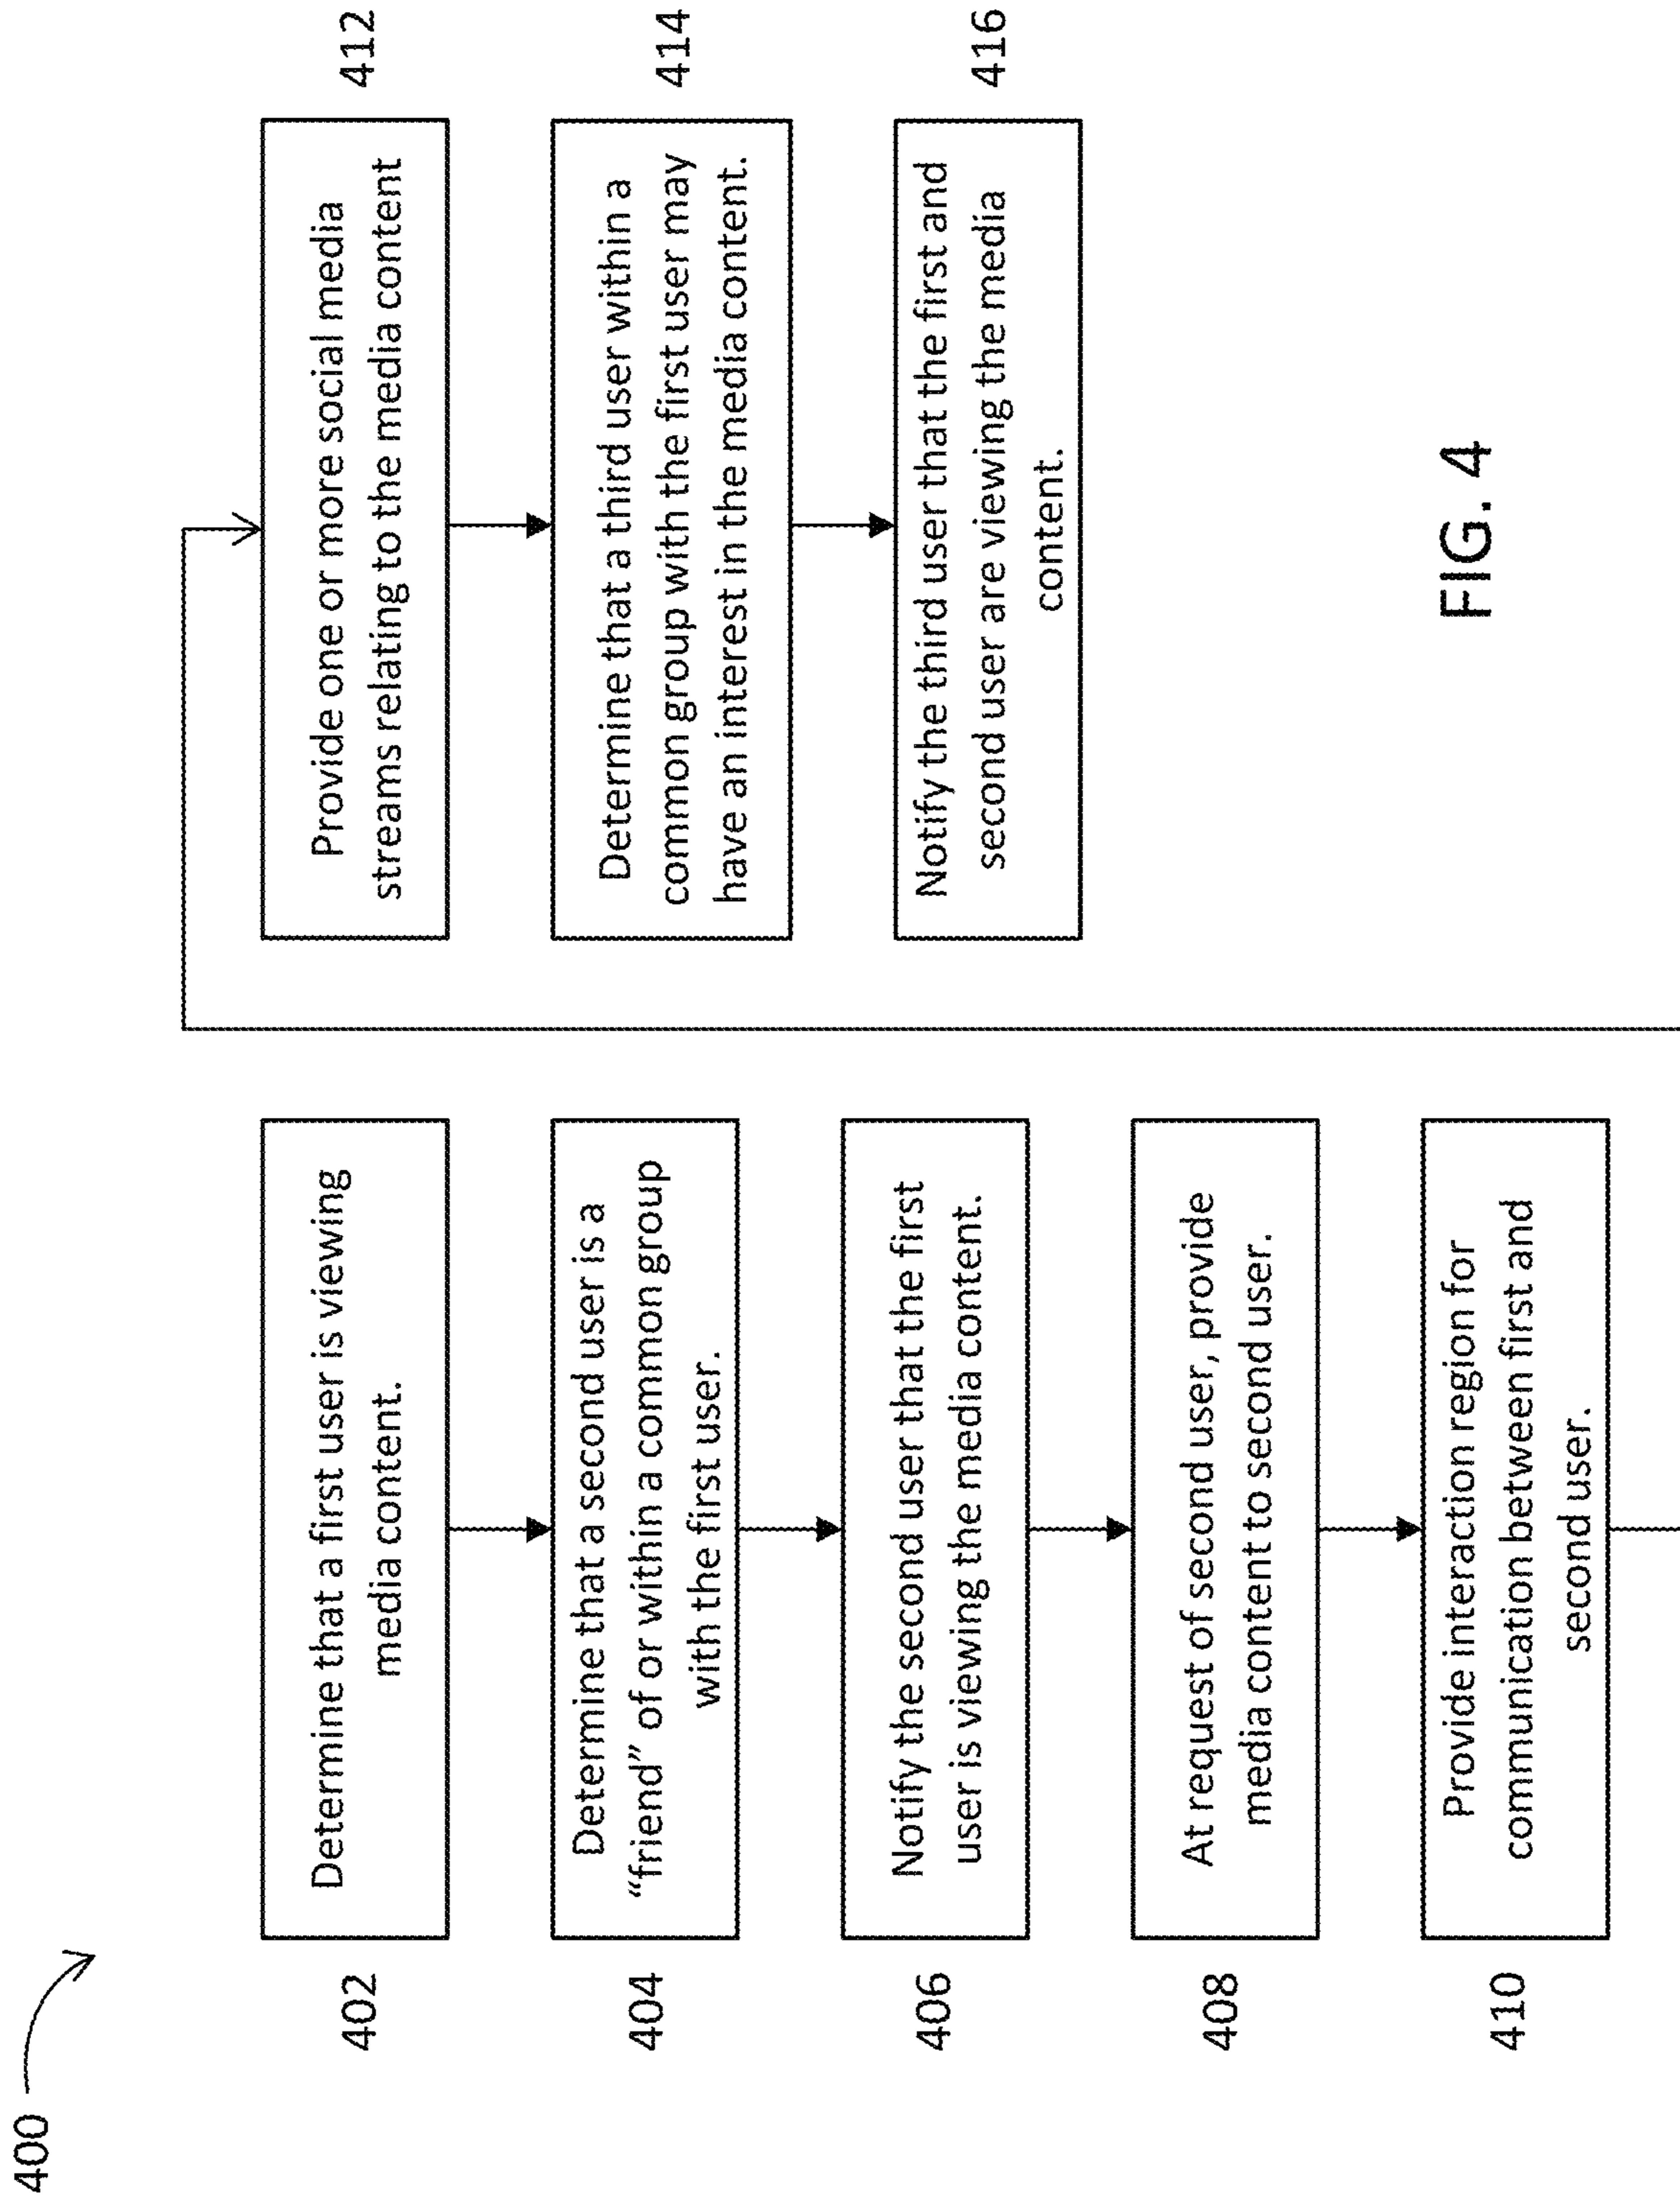 400
402
Determine that a first user is viewing
media content.
404
Determine that a second user is a
“friend” of or within a common group
with the first user.
406
Notify the second user that the first
user is viewing the media content.
408
At request of second user, provide
media content to second user.
410
Provide interaction region for
communication between first and
second user.
Provide one or more social media
streams relating to the media content
412
Determine that a third user within a
common group with the first user may
have an interest in the media content.
414
Notify the third user that the first and
second user are viewing the media
content.
416
FIG. 4